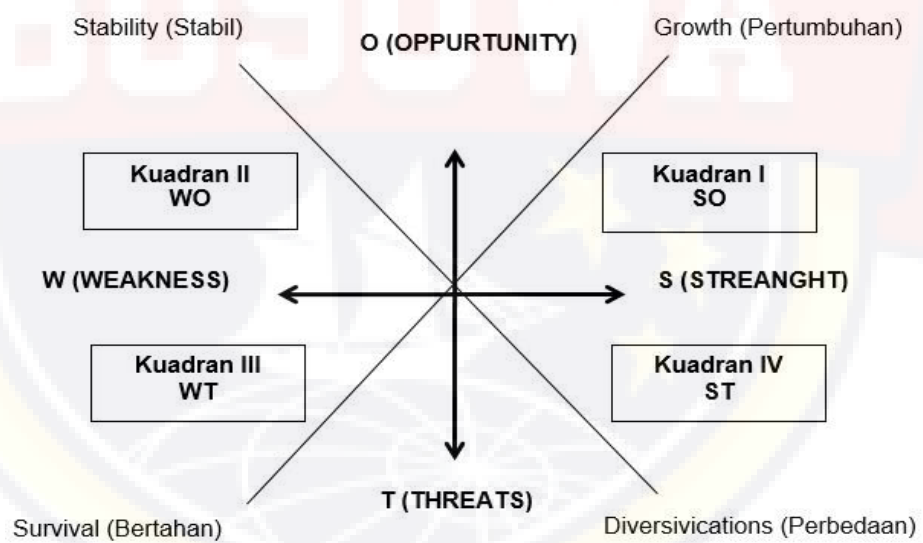 Stability (Stabil)
O (OPPURTUNITY)
Growth (Pertumbuhan)
Kuadran II
WO
Kuadran I
SO
W (WEAKNESS)
S (STREANGHT)
Kuadran III
WT
Kuadran IV
ST
T (THREATS)
Survival (Bertahan)
Diversivications (Perbedaan)